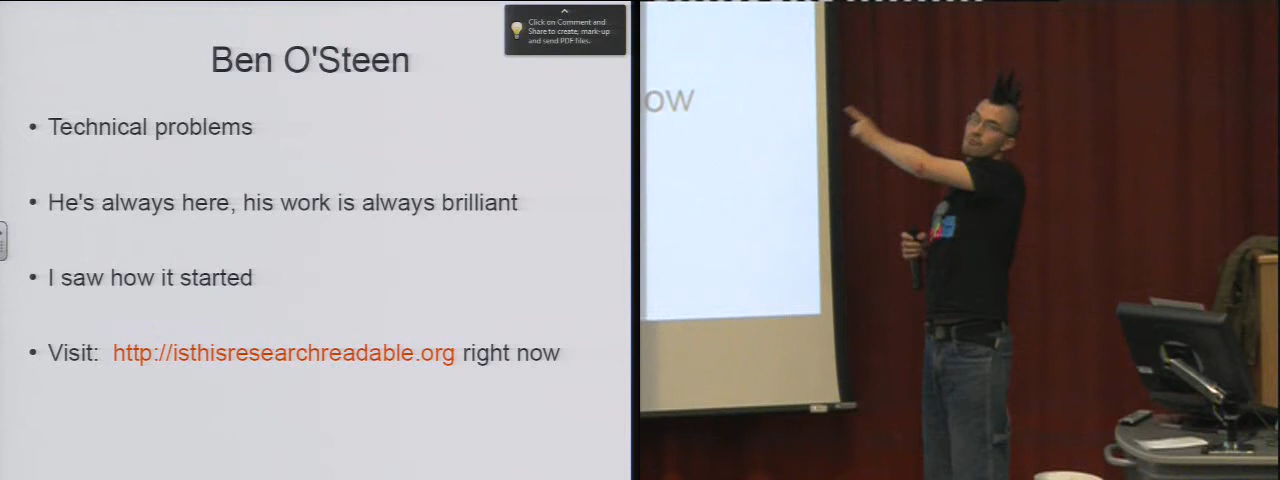 Ben O'Steen
Click on Comment and
Share to create, mark-up
and send PDF files.
• Technical problems
• He's always here, his work is always brilliant
• I saw how it started
• Visit: http://isthisresearchreadable.org right now
ow